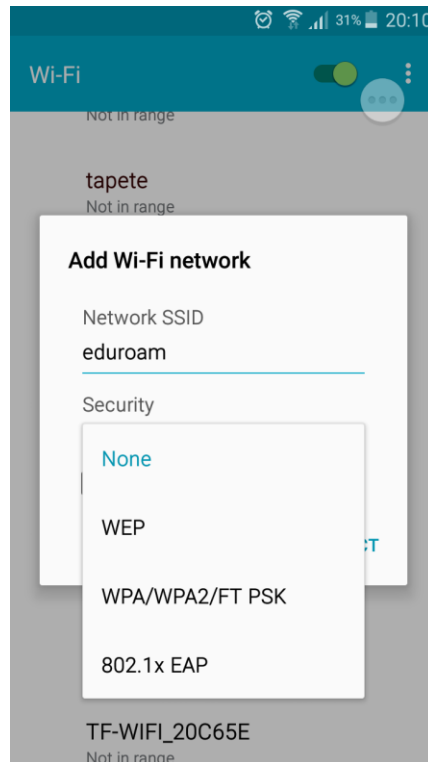 31% 20:10
Wi-Fi
Not in range
tapete
Not in range
Add Wi-Fi network
Network SSID
eduroam
Security
None
WEP
CT
WPA/WPA2/FT PSK
802.1x EAP
TF-WIFI_20C65E
Not in range